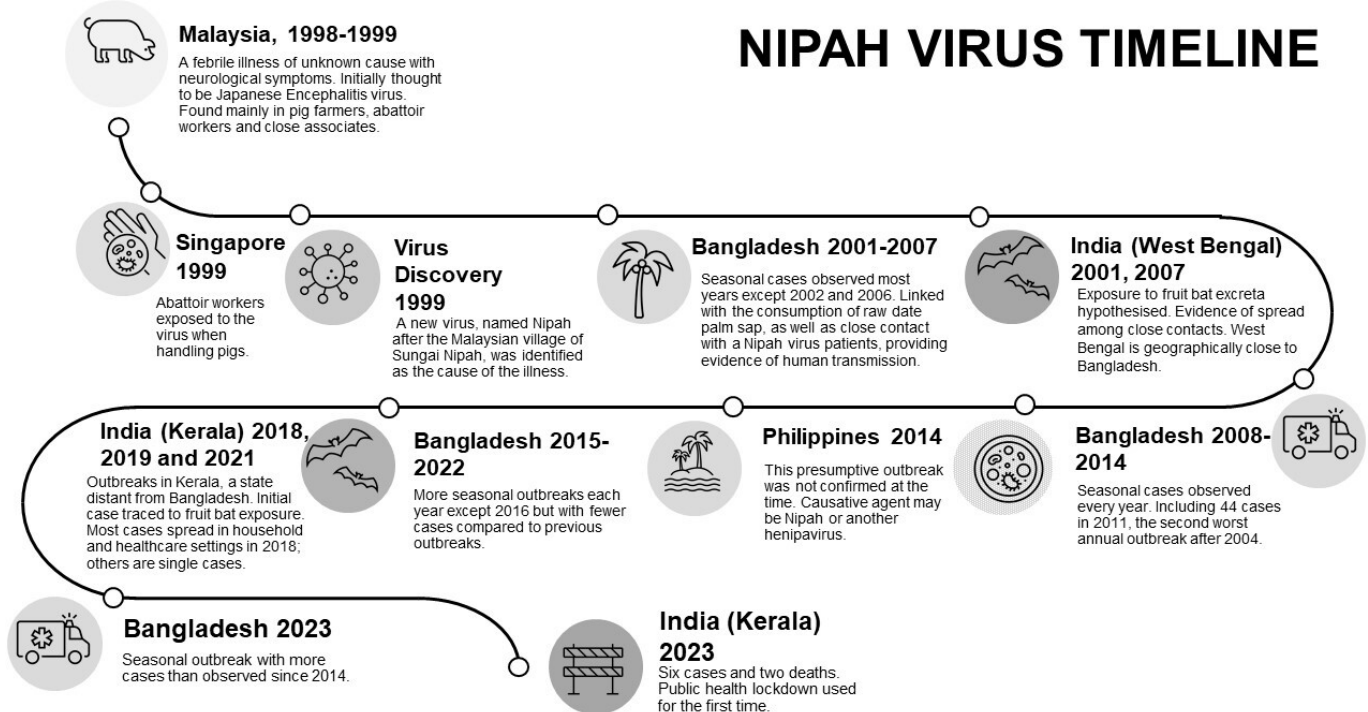 NIPAH VIRUS TIMELINE
Malaysia, 1998-1999
A febrile illness of unknown cause with
neurological symptoms. Initially thought
to be Japanese Encephalitis virus.
Found mainly in pig farmers, abattoir
workers and close associates.
Singapore
1999
Abattoir workers
exposed to the
virus when
handling pigs.
Virus
Discovery
1999
A new virus, named Nipah
after the Malaysian village of
Sungai Nipah, was identified
as the cause of the illness.
Bangladesh 2001-2007
Seasonal cases observed most
years except 2002 and 2006. Linked
with the consumption of raw date
palm sap, as well as close contact
with a Nipah virus patients, providing
evidence of human transmission.
India (West Bengal)
2001, 2007
Exposure to fruit bat excreta
hypothesised. Evidence of spread
among close contacts. West
Bengal is geographically close to
Bangladesh.
Bangladesh 2008-
2014
Seasonal cases observed
every year. Including 44 cases
in 2011, the second worst
annual outbreak after 2004.
Philippines 2014
This presumptive outbreak
was not confirmed at the
time. Causative agent may
be Nipah or another
henipavirus.
Bangladesh 2015-
2022
More seasonal outbreaks each
year except 2016 but with fewer
cases compared to previous
outbreaks.
India (Kerala) 2018,
2019 and 2021
Outbreaks in Kerala, a state
distant from Bangladesh. Initial
case traced to fruit bat exposure.
Most cases spread in household
and healthcare settings in 2018;
others are single cases.
Bangladesh 2023
Seasonal outbreak with more
cases than observed since 2014.
India (Kerala)
2023
Six cases and two deaths.
Public health lockdown used
for the first time.